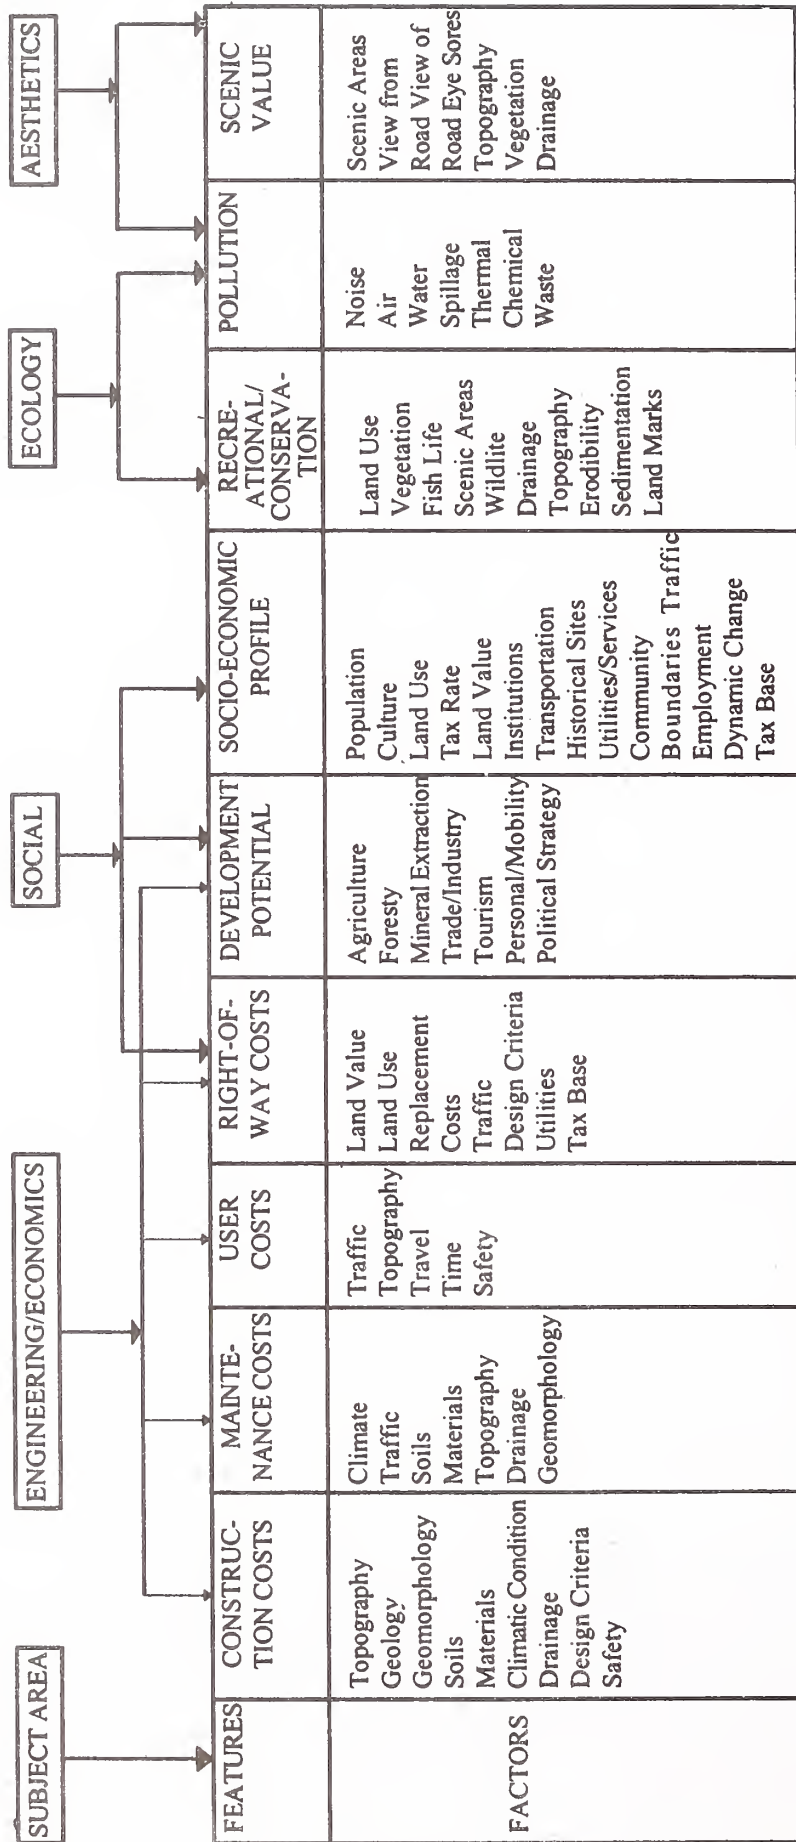 SUBJECT AREA
ENGINEERING/ECONOMICS
SOCIAL
ECOLOGY
AESTHETICS
FEATURES
CONSTRUC-
TION COSTS
MAINTE-
NANCE COSTS
USER
COSTS
RIGHT-OF-
WAY COSTS
DEVELOPMENT
POTENTIAL
SOCIO-ECONOMIC
PROFILE
RECRE-
ATIONAL/
CONSERVA-
TION
POLLUTION
SCENIC
VALUE
FACTORS
Topography
Geology
Geomorphology
Soils
Materials
Climatic Condition
Drainage
Design Criteria
Safety
Climate
Traffic
Soils
Materials
Topography
Drainage
Geomorphology
Traffic
Topography
Travel
Time
Safety
Land Value
Land Use
Replacement
Costs
Traffic
Design Criteria
Utilities
Tax Base
Agriculture
Foresty
Mineral Extraction
Trade/Industry
Tourism
Personal/Mobility
Political Strategy
Population
Culture
Land Use
Tax Rate
Land Value
Institutions
Transportation
Historical Sites
Utilities/Services
Community
Boundaries Traffic
Employment
Dynamic Change
Tax Base
Land Use
Vegetation
Fish Life
Scenic Areas
Wildlite
Drainage
Topography
Erodibility
Sedimentation
Land Marks
Noise
Air
Water
Spillage
Thermal
Chemical
Waste
Scenic Areas
View from
Road View of
Road Eye Sores
Topography
Vegetation
Drainage